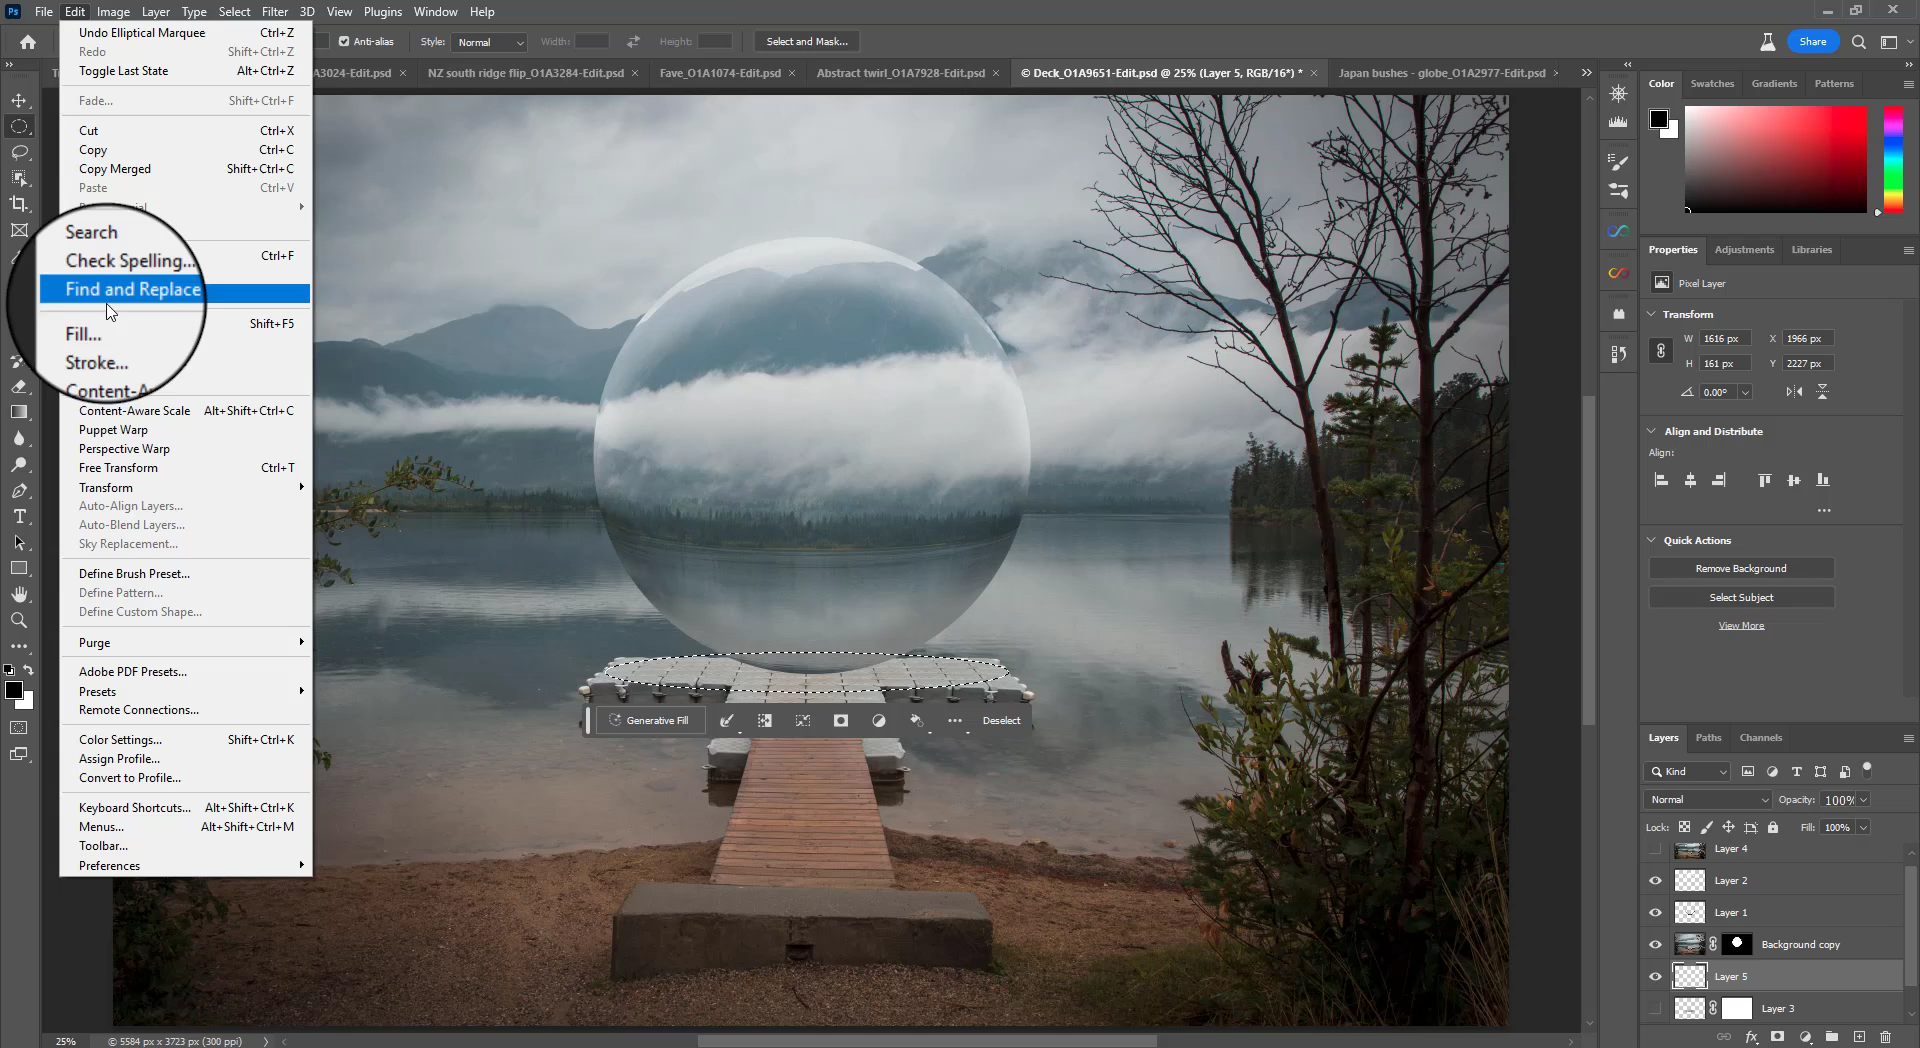 Ps File Edit Image Layer Type Select Filter 3D View Plugins Window Help
Anti-alias Style: Normal Width: Height: Select and Mask... Share
A3024-Edit.psd × NZ south ridge flip_O1A3284-Edit.psd × Fave_O1A1074-Edit.psd × Abstract twirl_O1A7928-Edit.psd × © Deck_O1A9651-Edit.psd @ 25% (Layer 5, RGB/16*) * × Japan bushes - globe_O1A2977-Edit.psd ×
Undo Elliptical Marquee Ctrl+Z
Redo Shift+Ctrl+Z
Toggle Last State Alt+Ctrl+Z
Fade... Shift+Ctrl+F
Cut Ctrl+X
Copy Ctrl+C
Copy Merged Shift+Ctrl+C
Paste Ctrl+V
Search Ctrl+F
Check Spelling...
Find and Replace
Fill... Shift+F5
Stroke...
Content-A
Content-Aware Scale Alt+Shift+Ctrl+C
Puppet Warp
Perspective Warp
Free Transform Ctrl+T
Transform
Auto-Align Layers...
Auto-Blend Layers...
Sky Replacement...
Define Brush Preset...
Define Pattern...
Define Custom Shape...
Purge
Adobe PDF Presets...
Presets
Remote Connections...
Color Settings... Shift+Ctrl+K
Assign Profile...
Convert to Profile...
Keyboard Shortcuts... Alt+Shift+Ctrl+K
Menus... Alt+Shift+Ctrl+M
Toolbar...
Preferences
Generative Fill Deselect
25% © 5584 px x 3723 px (300 ppi)
Color Swatches Gradients Patterns
Properties Adjustments Libraries
Pixel Layer
Transform
W 1616 px X 1966 px
H 161 px Y 2227 px
0.00°
Align and Distribute
Align:
Quick Actions
Remove Background
Select Subject
View More
Layers Paths Channels
Kind
Normal Opacity: 100%
Lock: Fill: 100%
Layer 4
Layer 2
Layer 1
Background copy
Layer 5
Layer 3